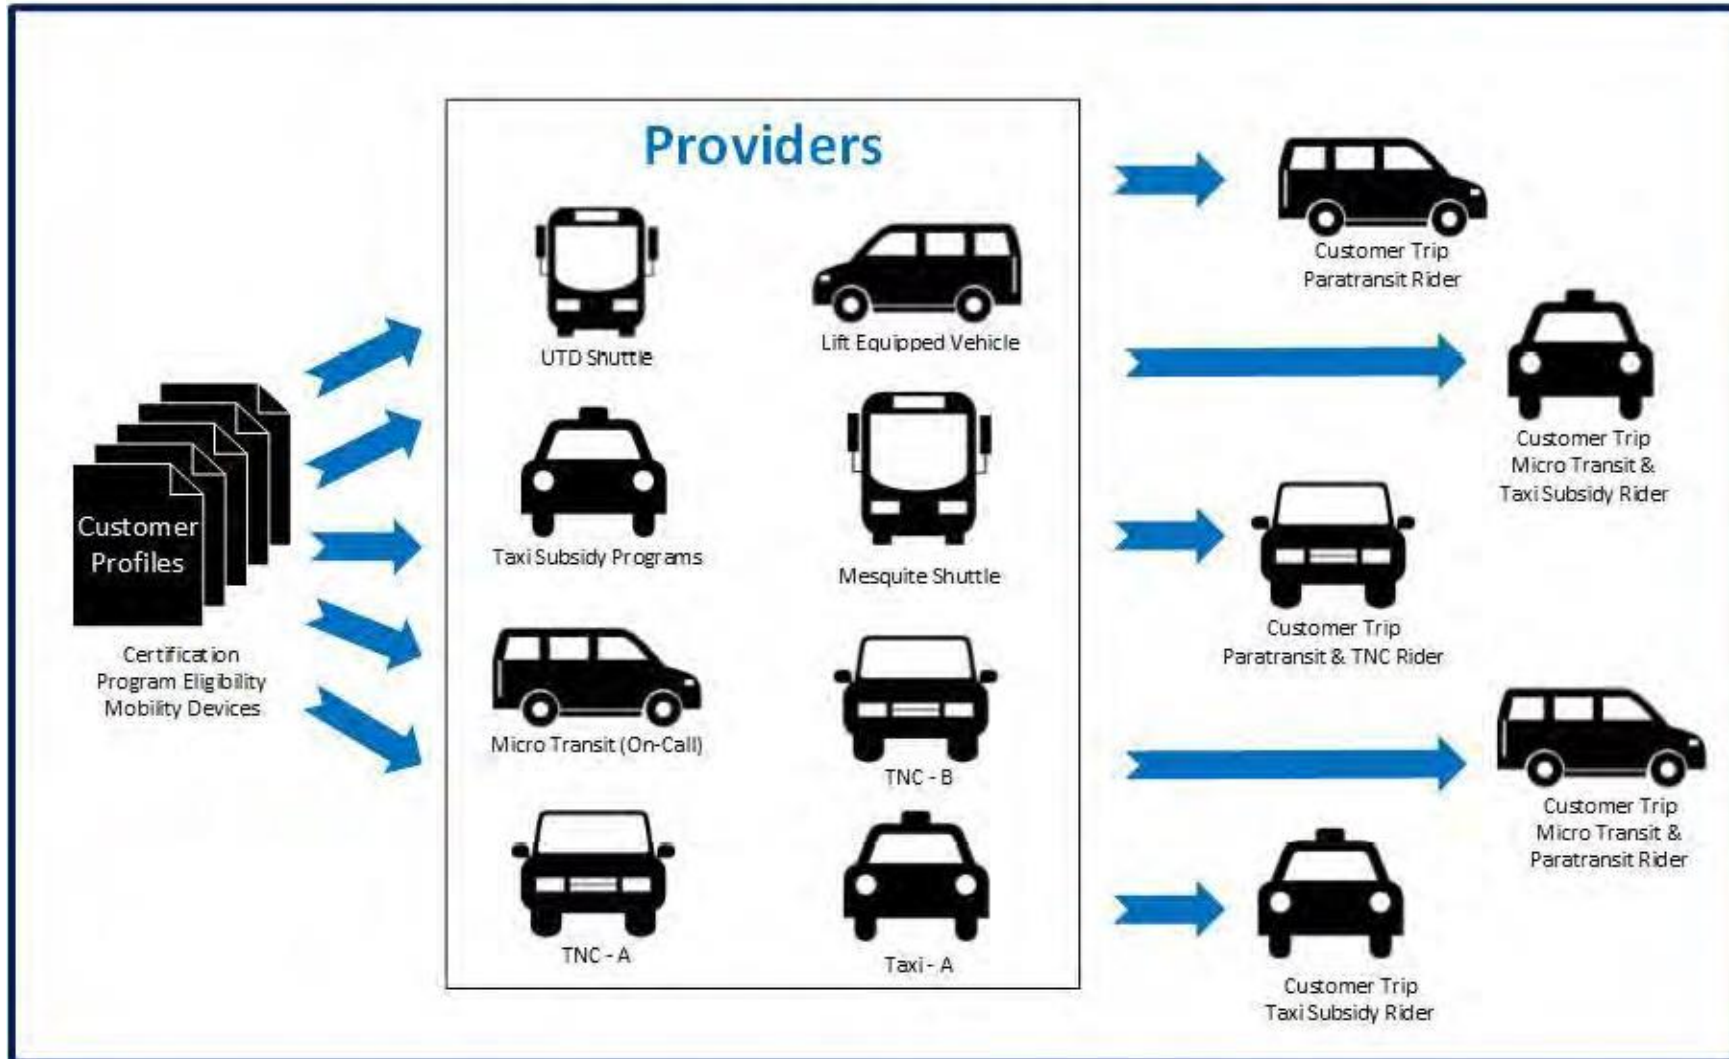 Providers
Customer
Profiles
Certification
Program Eligibility
Mobility Devices
UTD Shuttle
Lift Equipped Vehicle
Taxi Subsidy Programs
Mesquite Shuttle
Micro Transit (On-Call)
TNC - B
TNC - A
Taxi - A
Customer Trip
Paratransit Rider
Customer Trip
Micro Transit &
Taxi Subsidy Rider
Customer Trip
Paratransit & TNC Rider
Customer Trip
Micro Transit &
Paratransit Rider
Customer Trip
Taxi Subsidy Rider